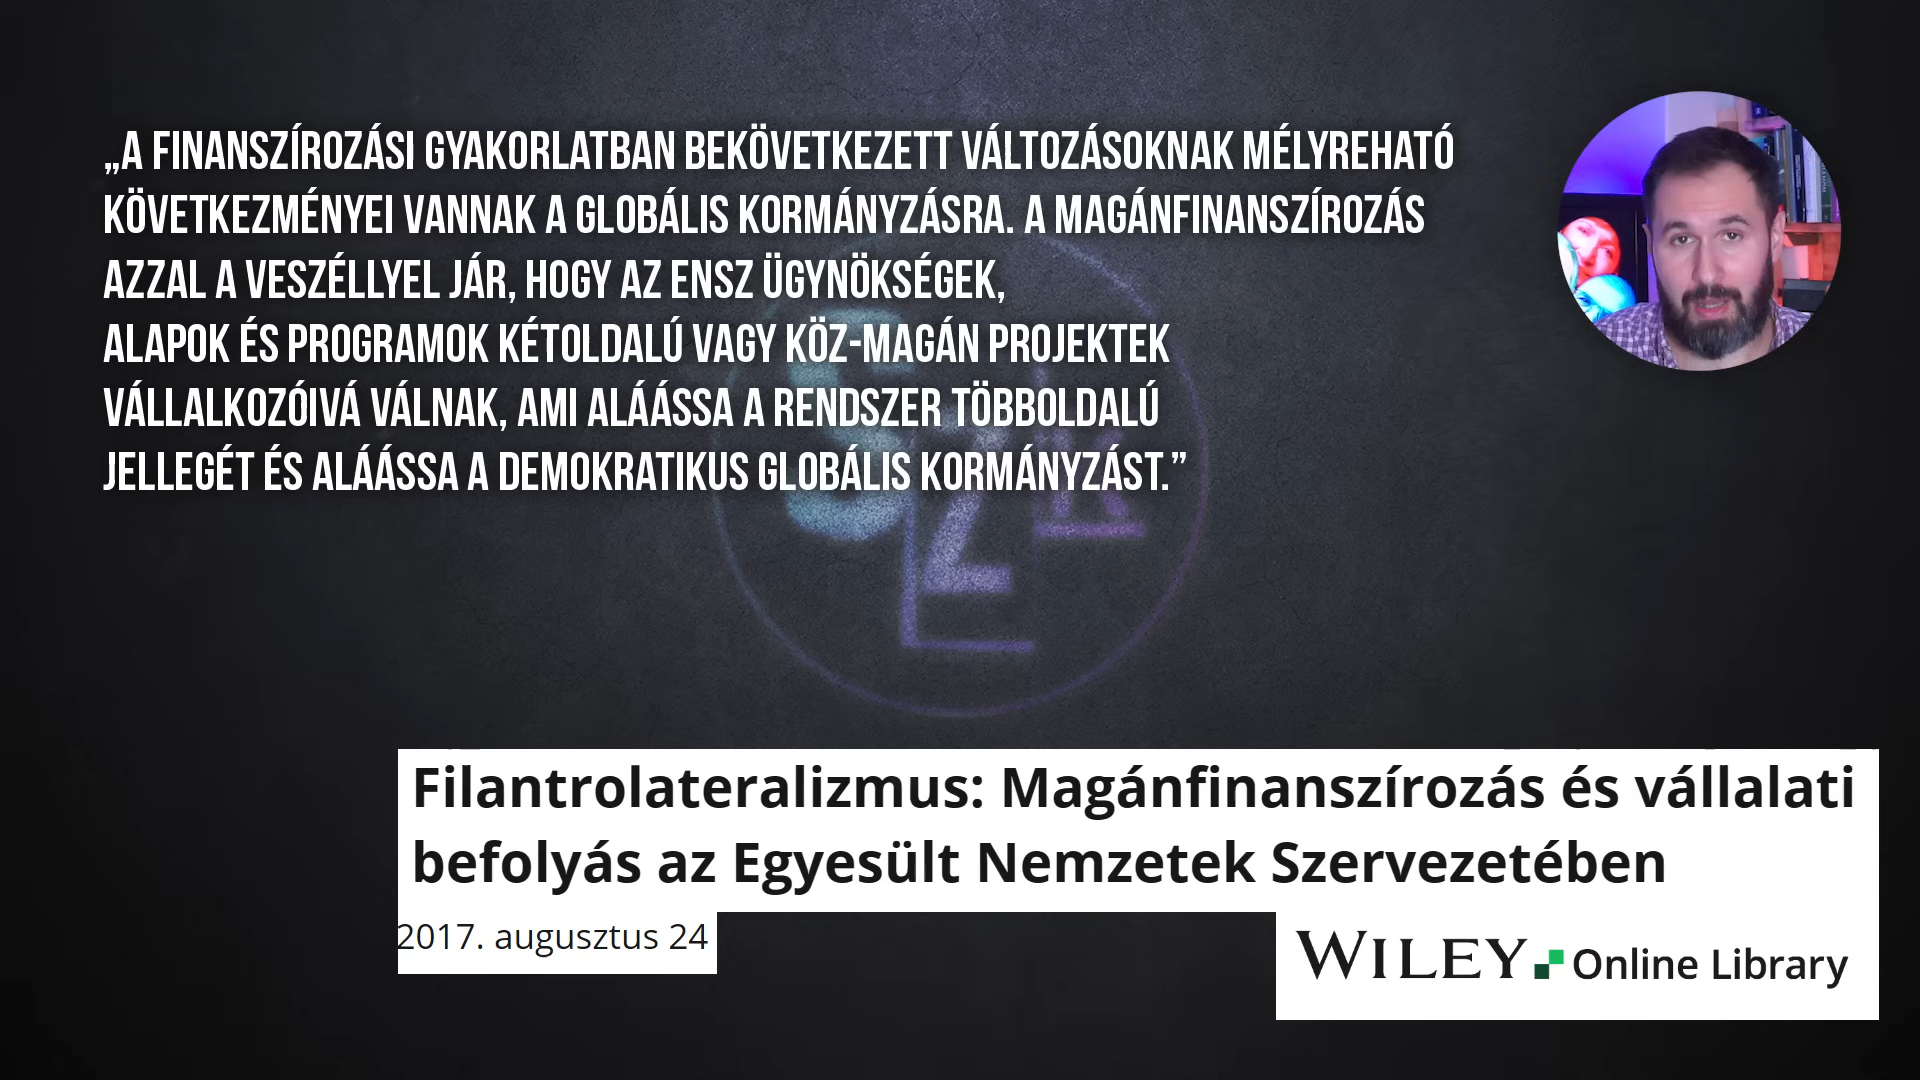 „A FINANSZÍROZÁSI GYAKORLATBAN BEKÖVETKEZETT VÁLTOZÁSOKNAK MÉLYREHATÓ
KÖVETKEZMÉNYEI VANNAK A GLOBÁLIS KORMÁNYZÁSRA. A MAGÁNFINANSZÍROZÁS
AZZAL A VESZÉLLYEL JÁR, HOGY AZ ENSZ ÜGYNÖKSÉGEK,
ALAPOK ÉS PROGRAMOK KÉTOLDALÚ VAGY KÖZ-MAGÁN PROJEKTEK
VÁLLALKOZÓIVÁ VÁLNAK, AMI ALÁÁSSA A RENDSZER TÖBBOLDALÚ
JELLEGÉT ÉS ALÁÁSSA A DEMOKRATIKUS GLOBÁLIS KORMÁNYZÁST.”
SZK
Filantrolateralizmus: Magánfinanszírozás és vállalati
befolyás az Egyesült Nemzetek Szervezetében
2017. augusztus 24
WILEY Online Library